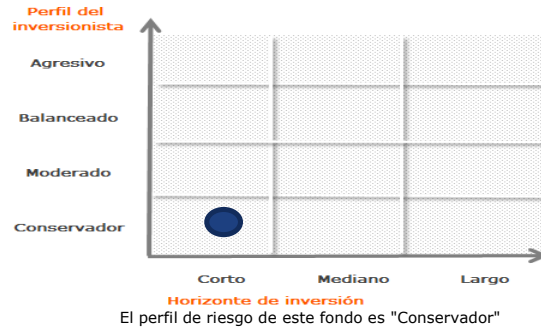 Perfil del
inversionista
Agresivo
Balanceado
Moderado
Conservador
Corto Mediano Largo
Horizonte de inversión
El perfil de riesgo de este fondo es "Conservador"